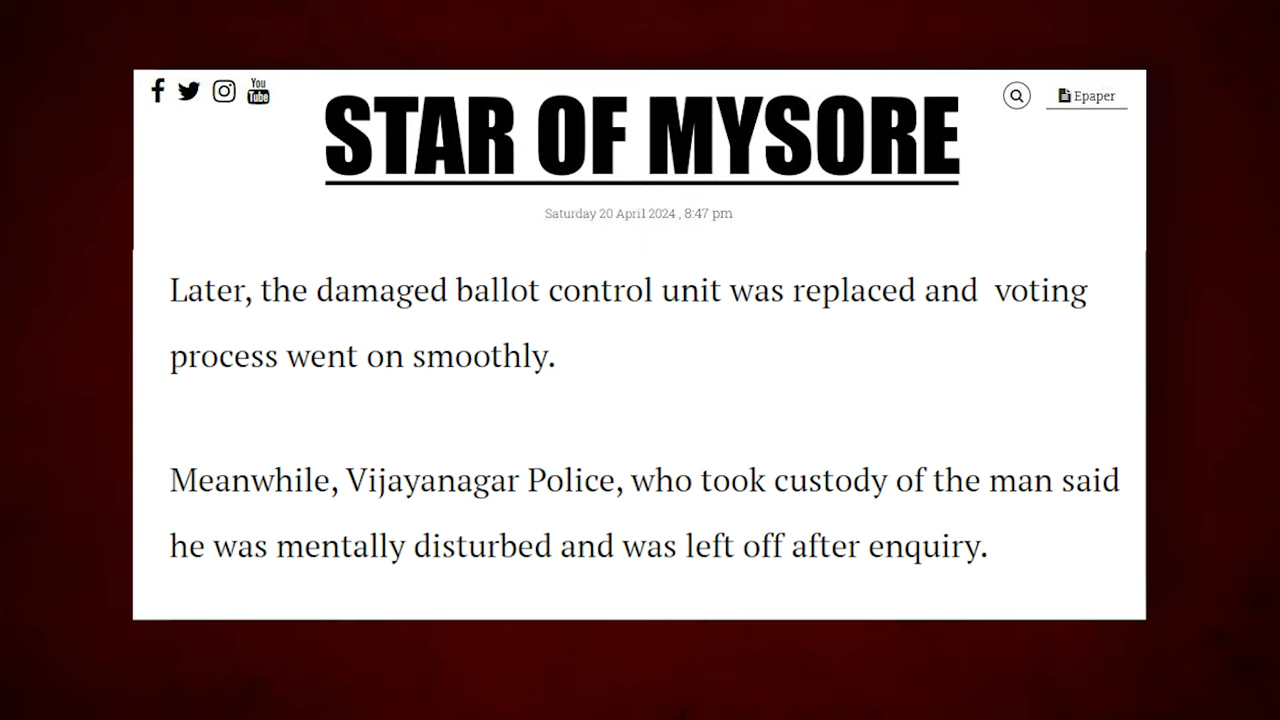 You
Tube
STAR OF MYSORE
Epaper
Saturday 20 April 2024 , 8:47 pm
Later, the damaged ballot control unit was replaced and voting
process went on smoothly.
Meanwhile, Vijayanagar Police, who took custody of the man said
he was mentally disturbed and was left off after enquiry.